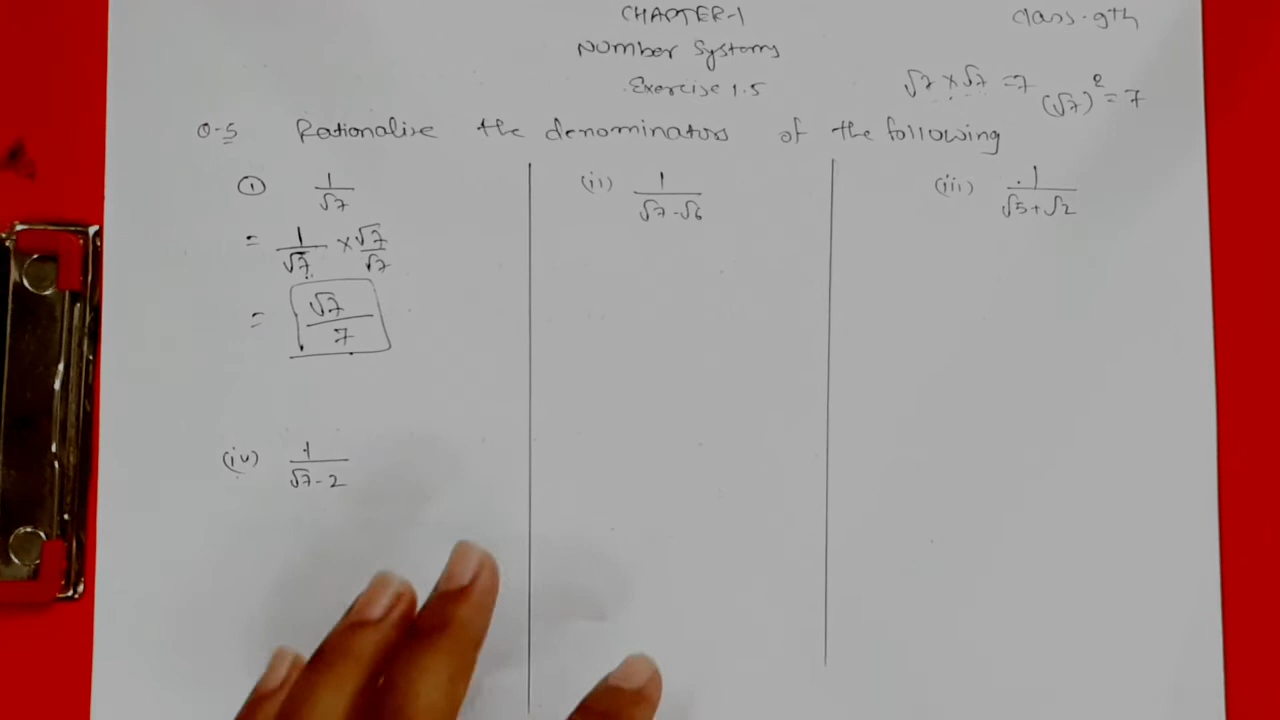 CHAPTER-1
Class-9th
Number Systems
Exercise 1.5
√7 × √7 = 7
(√7)² = 7
Q-5 Rationalise the denominators of the following
(i) 1/√7
= 1/√7 × √7/√7
= √7/7
(ii) 1/(√7-√6)
(iii) 1/(√5+√2)
(iv) 1/(√7-2)